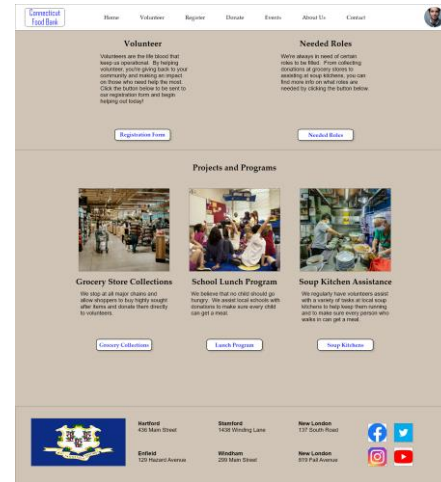 Connecticut
Food Bank
Home Volunteer Register Donate Events About Us Contact
Volunteer
Volunteers are the life blood that
keep us operational. By helping
volunteer, you're giving back to your
community and making an impact
on those who need help the most.
Click the button below to be sent to
our registration form and begin
helping out today!
Registration Form
Needed Roles
We're always in need of certain
roles to be filled. From collecting
donations at grocery stores to
assisting at soup kitchens, you can
find more info on what roles are
needed by clicking the button below.
Needed Roles
Projects and Programs
Grocery Store Collections
We stop at all major chains and
allow shoppers to buy highly sought
after items and donate them directly
to volunteers.
Grocery Collections
School Lunch Program
We believe that no child should go
hungry. We assist local schools with
donations to make sure every child
can get a meal.
Lunch Program
Soup Kitchen Assistance
We regularly have volunteers assist
with a variety of tasks at local soup
kitchens to help keep them running
and to make sure every person who
walks in can get a meal.
Soup Kitchens
Hartford
436 Main Street
Stamford
1438 Winding Lane
New London
137 South Road
Enfield
129 Hazard Avenue
Windham
299 Main Street
New London
819 Fall Avenue